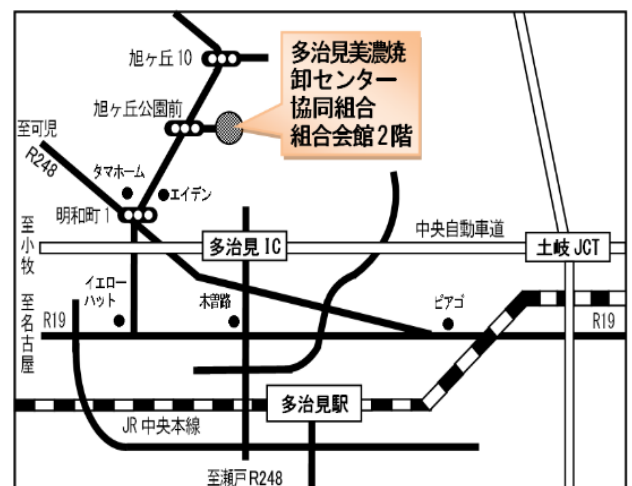 旭ヶ丘10
多治見美濃焼
卸センター
協同組合
組合会館2階
旭ヶ丘公園前
至可児
R248
タマホーム
エイデン
明和町1
至小牧
多治見IC
中央自動車道
土岐JCT
イエロー
ハット
木曽路
ピアゴ
至名古屋
R19
R19
多治見駅
JR中央本線
至瀬戸R248